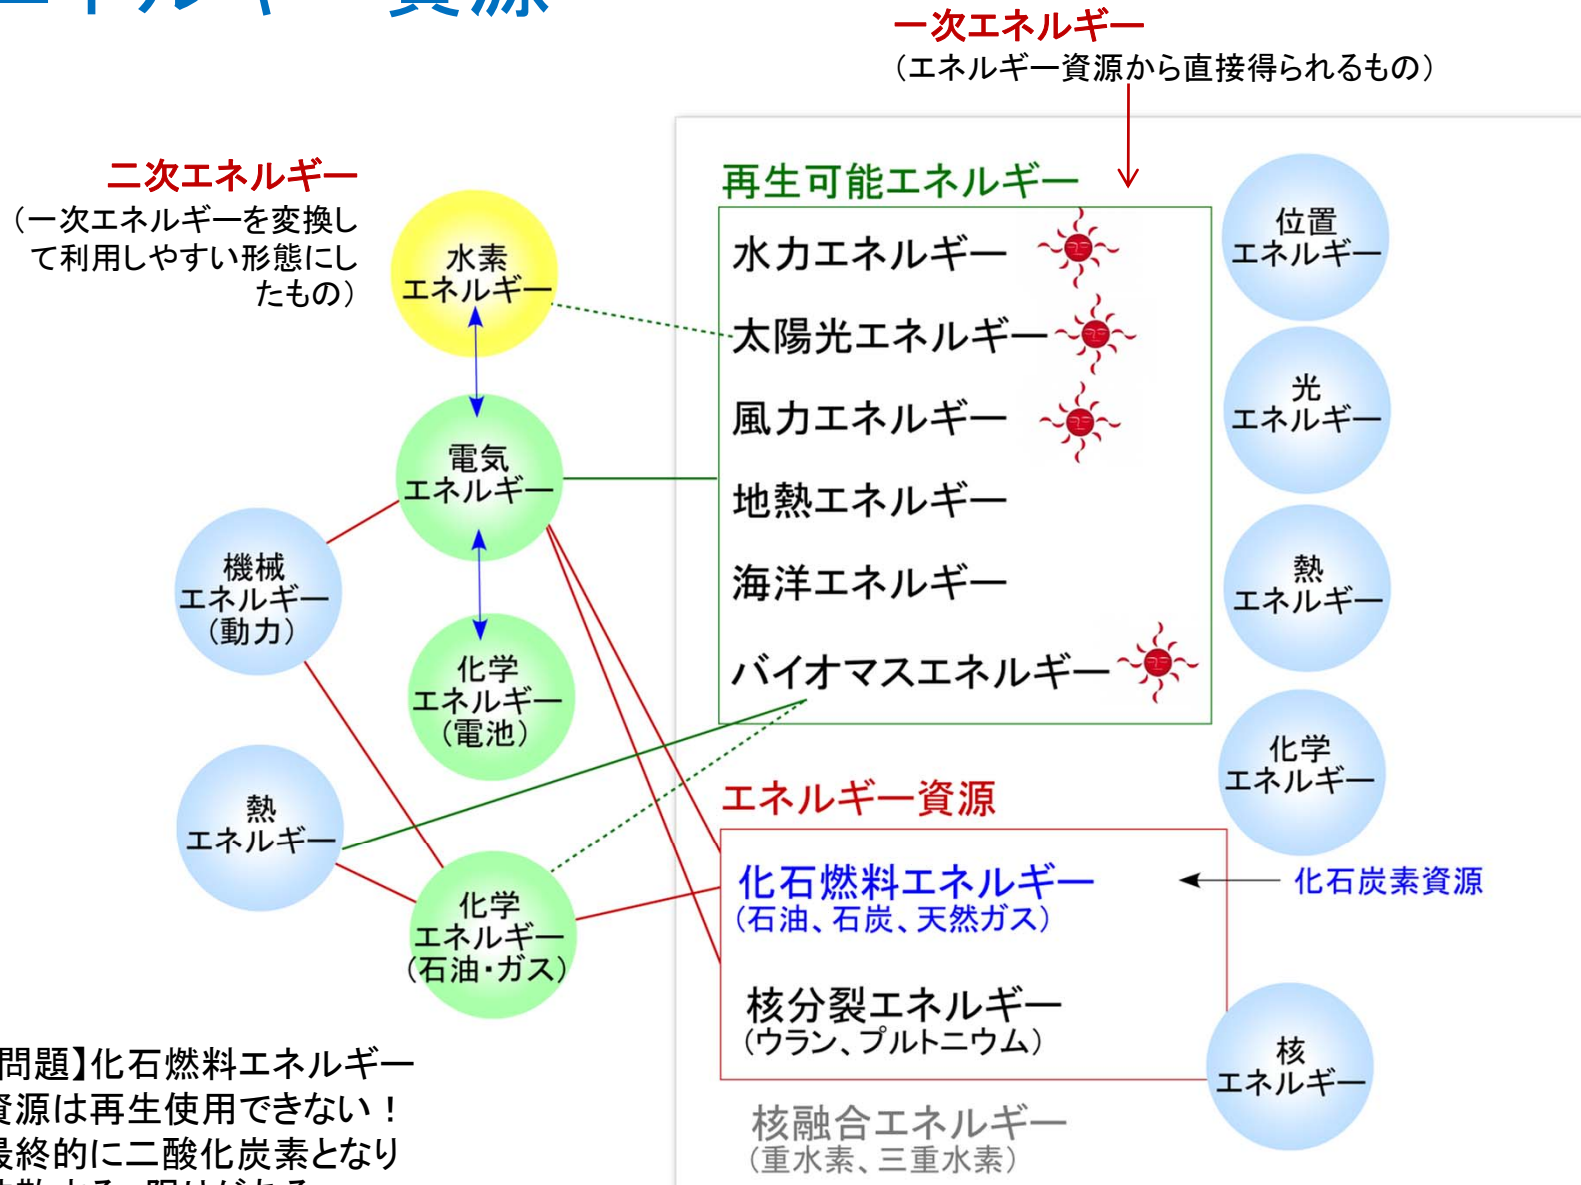 エネルギー資源
一次エネルギー
（エネルギー資源から直接得られるもの）
二次エネルギー
（一次エネルギーを変換し
て利用しやすい形態にし
たもの）
水素
エネルギー
電気
エネルギー
機械
エネルギー
（動力）
化学
エネルギー
（電池）
熱
エネルギー
化学
エネルギー
（石油・ガス）
再生可能エネルギー
水力エネルギー
太陽光エネルギー
風力エネルギー
地熱エネルギー
海洋エネルギー
バイオマスエネルギー
エネルギー資源
化石燃料エネルギー
（石油、石炭、天然ガス）
核分裂エネルギー
（ウラン、プルトニウム）
核融合エネルギー
（重水素、三重水素）
位置
エネルギー
光
エネルギー
熱
エネルギー
化学
エネルギー
化石炭素資源
核
エネルギー
問題】化石燃料エネルギー
資源は再生使用できない！
最終的に二酸化炭素となり